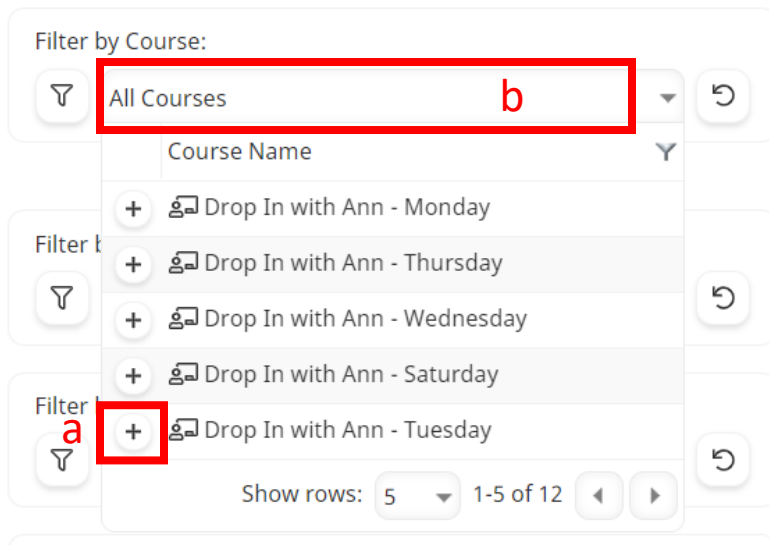 Filter by Course:
All Courses
b
Course Name
Drop In with Ann - Monday
Filter b
Drop In with Ann - Thursday
Drop In with Ann - Wednesday
Drop In with Ann - Saturday
Filter
a
Drop In with Ann - Tuesday
Show rows: 5 1-5 of 12